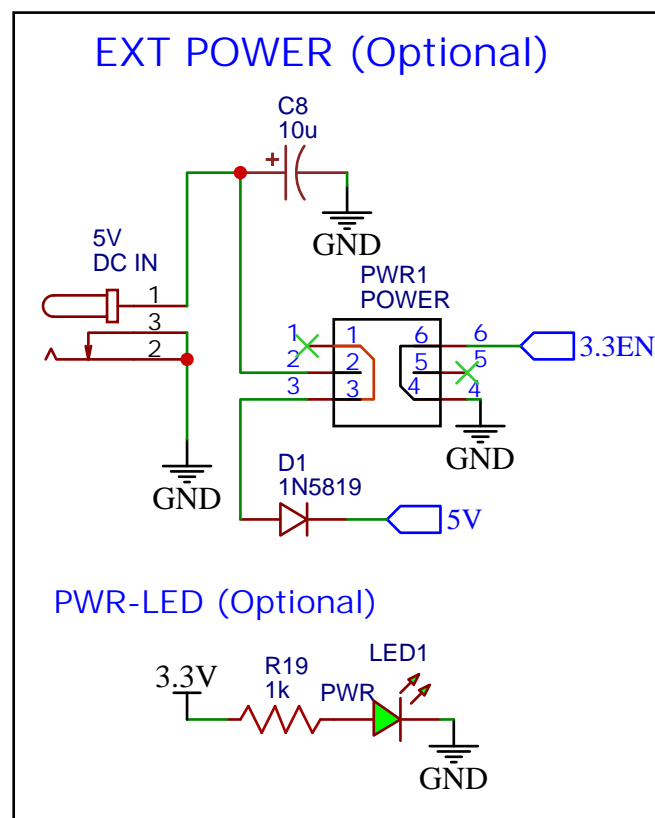 EXT POWER (Optional)
C8
10u
+
GND
5V
DC IN
1
3
2
PWR1
POWER
1 1 6 6
3.3EN
2 2 5 5
3 3 4 4
GND
GND
D1
1N5819
5V
PWR-LED (Optional)
LED1
3.3V
R19
1k
PWR
GND